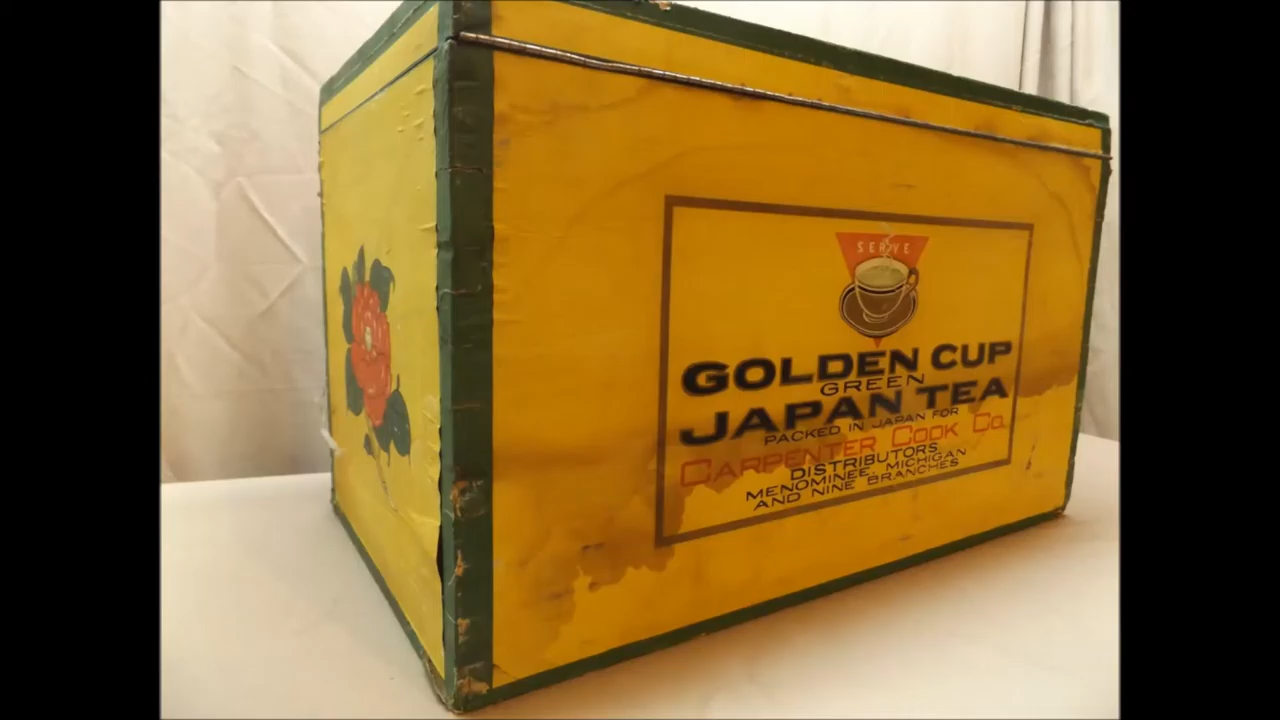 SERVE
GOLDEN CUP
GREEN
JAPAN TEA
PACKED IN JAPAN FOR
CARPENTER COOK CO.
DISTRIBUTORS
MENOMINEE, MICHIGAN
AND NINE BRANCHES